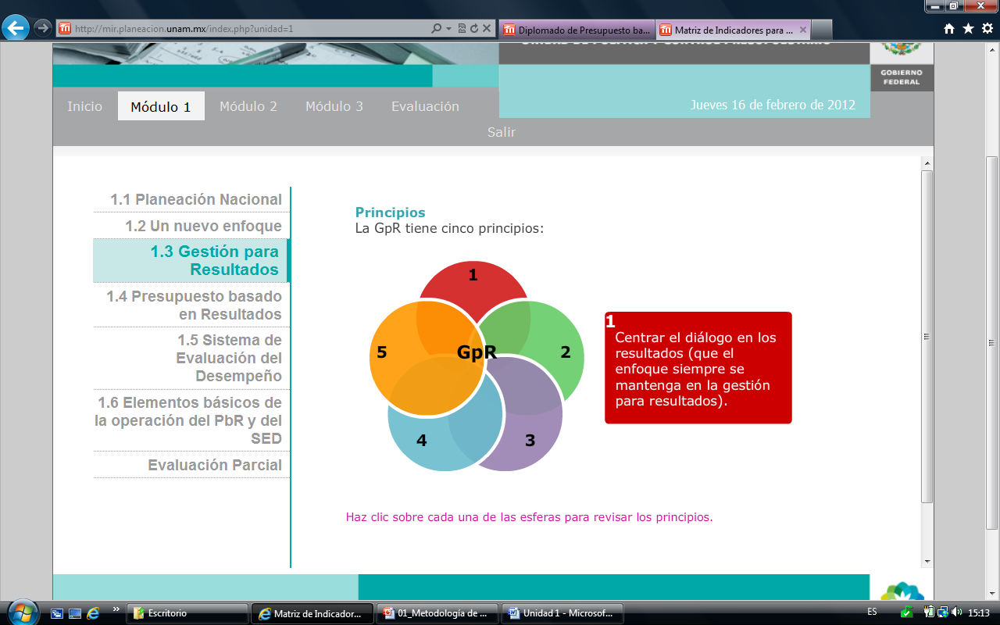 http://mir.planeacion.unam.mx/index.php?unidad=1
Diplomado de Presupuesto ba...
Matriz de Indicadores para ...
GOBIERNO
FEDERAL
Inicio
Módulo 1
Módulo 2
Módulo 3
Evaluación
Jueves 16 de febrero de 2012
Salir
1.1 Planeación Nacional
1.2 Un nuevo enfoque
1.3 Gestión para
Resultados
1.4 Presupuesto basado
en Resultados
1.5 Sistema de
Evaluación del
Desempeño
1.6 Elementos básicos de
la operación del PbR y del
SED
Evaluación Parcial
Principios
La GpR tiene cinco principios:
1
5
GpR
2
4
3
1
Centrar el diálogo en los
resultados (que el
enfoque siempre se
mantenga en la gestión
para resultados).
Haz clic sobre cada una de las esferas para revisar los principios.
Escritorio
Matriz de Indicador...
01_Metodología de ...
Unidad 1 - Microsof...
ES
15:13